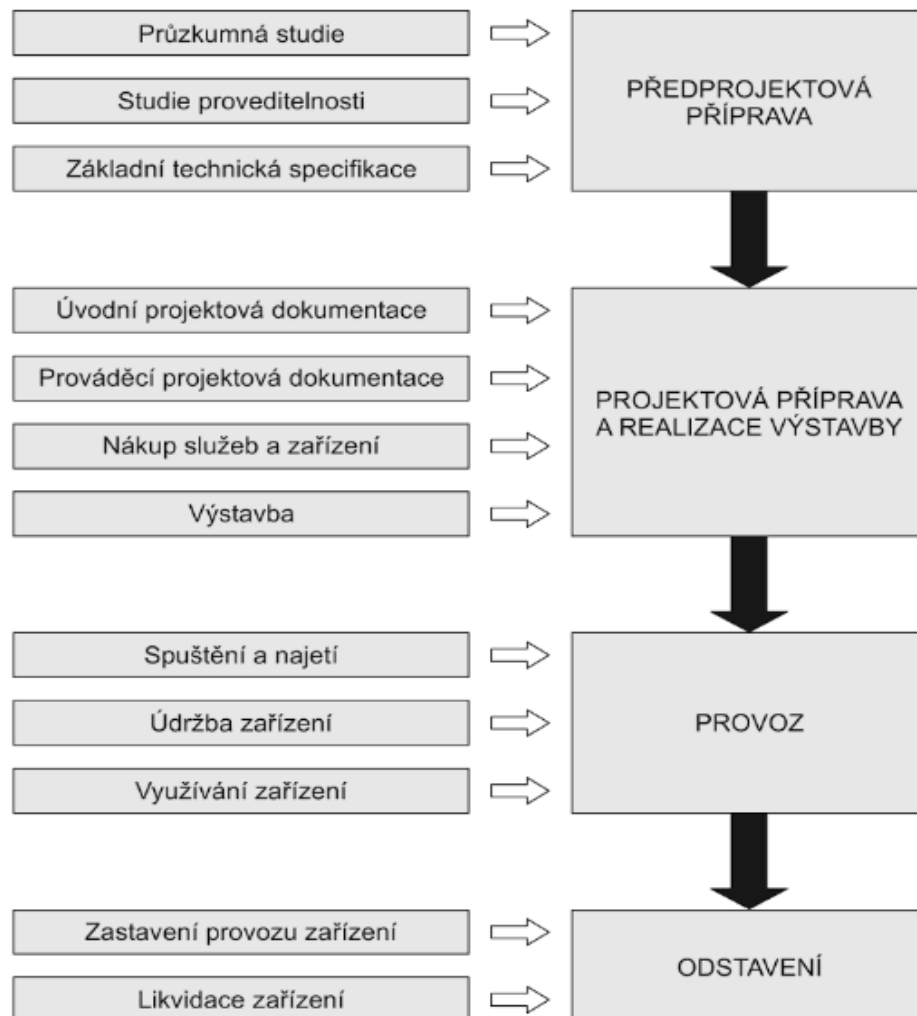 Průzkumná studie
Studie proveditelnosti
Základní technická specifikace
PŘEDPROJEKTOVÁ
PŘÍPRAVA
Úvodní projektová dokumentace
Prováděcí projektová dokumentace
Nákup služeb a zařízení
Výstavba
PROJEKTOVÁ PŘÍPRAVA
A REALIZACE VÝSTAVBY
Spuštění a najetí
Údržba zařízení
Využívání zařízení
PROVOZ
Zastavení provozu zařízení
Likvidace zařízení
ODSTAVENÍ